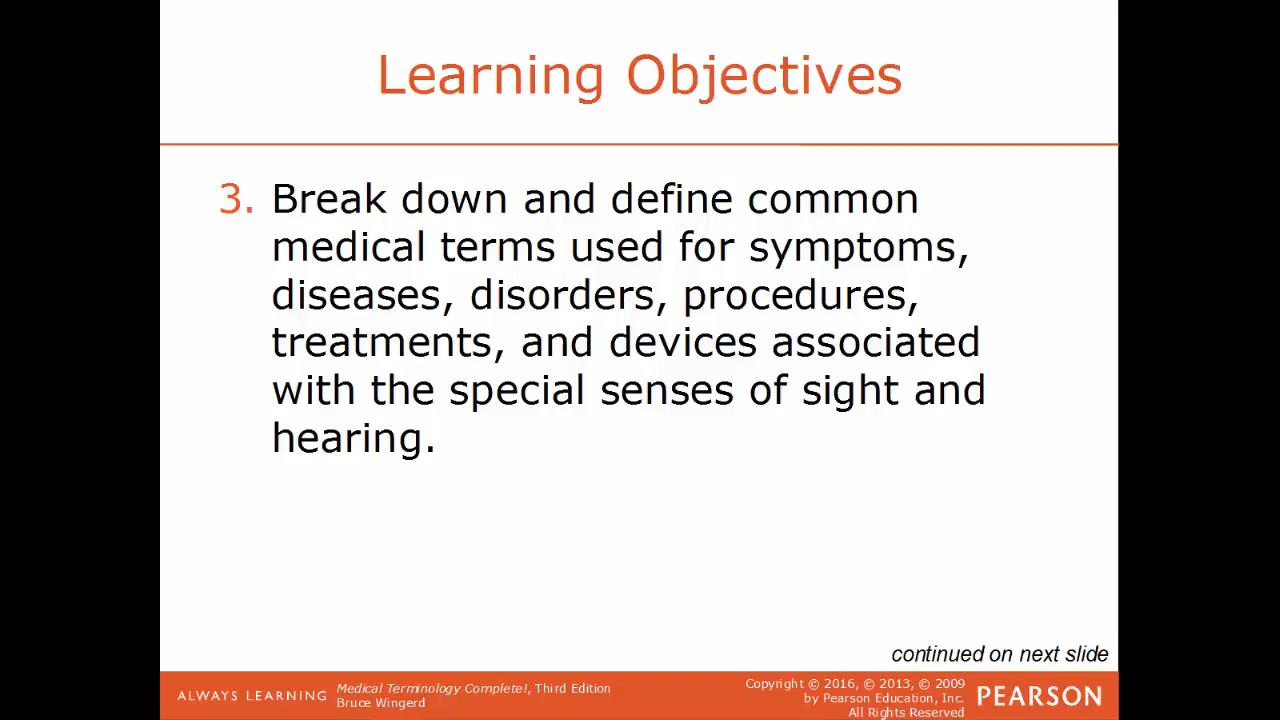 Learning Objectives
3. Break down and define common
medical terms used for symptoms,
diseases, disorders, procedures,
treatments, and devices associated
with the special senses of sight and
hearing.
continued on next slide
ALWAYS LEARNING
Medical Terminology Complete!, Third Edition
Bruce Wingerd
Copyright © 2016, © 2013, © 2009
by Pearson Education, Inc.
All Rights Reserved
PEARSON